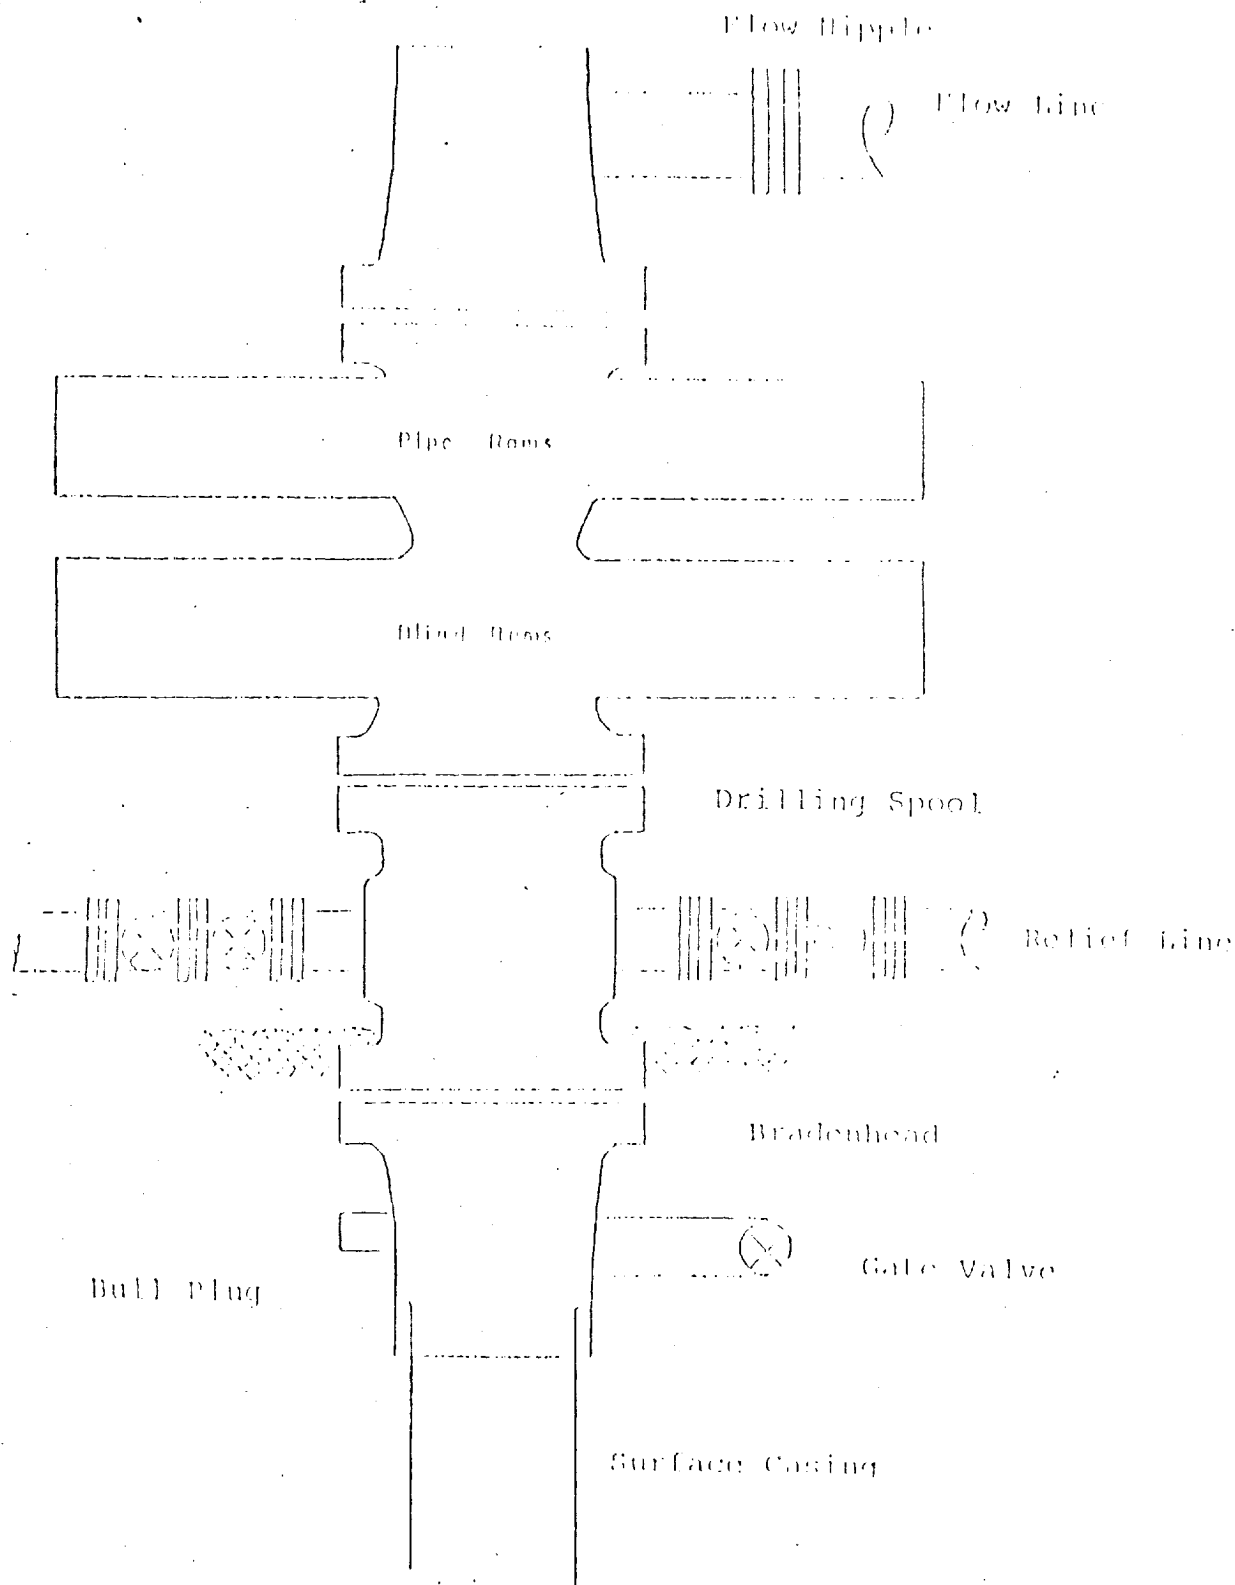 Flow Nipple
Flow Line
Pipe Rams
Blind Rams
Drilling Spool
Relief Line
Bradenhead
Gate Valve
Bull Plug
Surface Casing